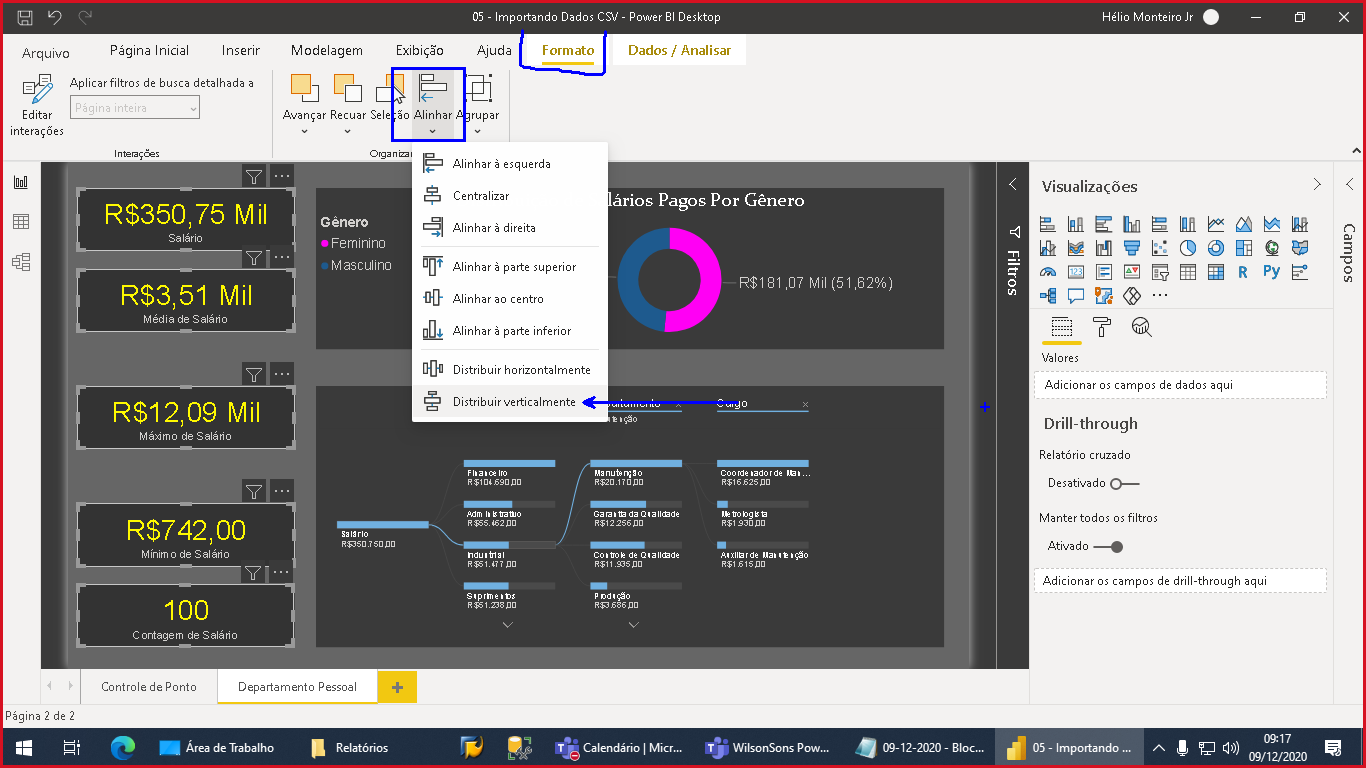 05 - Importando Dados CSV - Power BI Desktop
Hélio Monteiro Jr
Arquivo
Página Inicial
Inserir
Modelagem
Exibição
Ajuda
Formato
Dados / Analisar
Editar
interações
Aplicar filtros de busca detalhada a
Página inteira
Interações
Avançar
Recuar
Seleção
Alinhar
Agrupar
Organizar
Alinhar à esquerda
Centralizar
Alinhar à direita
Alinhar à parte superior
Alinhar ao centro
Alinhar à parte inferior
Distribuir horizontalmente
Distribuir verticalmente
R$350,75 Mil
Salário
R$3,51 Mil
Média de Salário
R$12,09 Mil
Máximo de Salário
R$742,00
Mínimo de Salário
100
Contagem de Salário
Gênero
Feminino
Masculino
lários Pagos Por Gênero
R$181,07 Mil (51,62%)
Cargo
Salário
R$350.750,00
Financeiro
R$104.690,00
Administrativo
R$55.462,00
Industrial
R$51.477,00
Suprimentos
R$51.238,00
Manutenção
R$20.170,00
Garantia da Qualidade
R$12.256,00
Controle de Qualidade
R$11.935,00
Produção
R$3.686,00
Coordenador de Man...
R$16.625,00
Metrologista
R$1.930,00
Auxiliar de Manutenção
R$1.615,00
Filtros
Visualizações
R
Py
Valores
Adicionar os campos de dados aqui
Drill-through
Relatório cruzado
Desativado
Manter todos os filtros
Ativado
Adicionar os campos de drill-through aqui
Campos
Controle de Ponto
Departamento Pessoal
Página 2 de 2
Área de Trabalho
Relatórios
Calendário | Micr...
WilsonSons Pow...
09-12-2020 - Bloc...
05 - Importando ...
09:17
09/12/2020